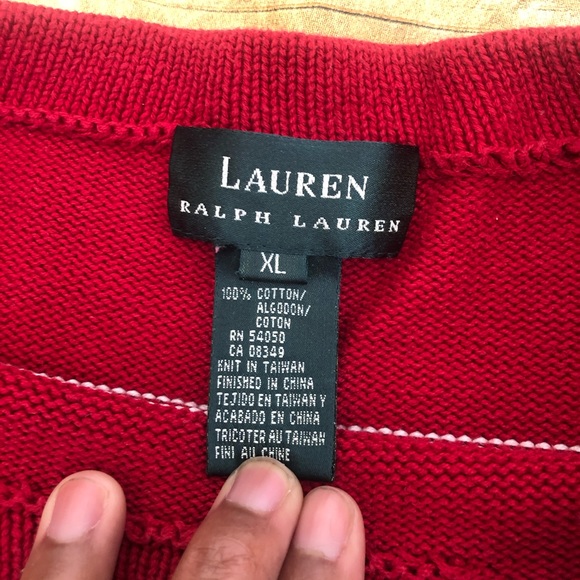 LAUREN
RALPH LAUREN
XL
100% COTTON/
ALGODON/
COTON
RN 54050
CA 08349
KNIT IN TAIWAN
FINISHED IN CHINA
TEJIDO EN TAIWAN Y
ACABADO EN CHINA
TRICOTER AU TAIWAN
FINI AU CHINE